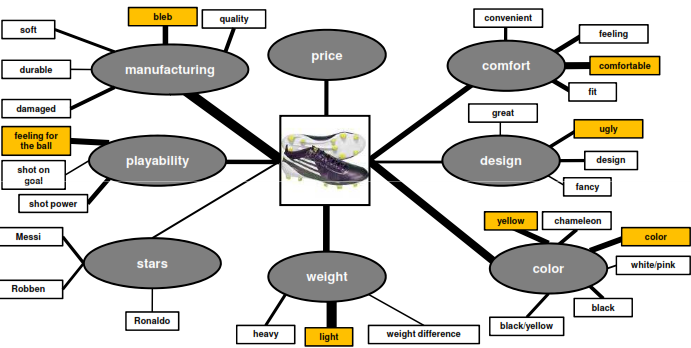 bleb
quality
convenient
soft
feeling
price
manufacturing
comfort
durable
comfortable
fit
damaged
great
feeling for
the ball
ugly
playability
design
design
shot on
goal
fancy
shot power
yellow
chameleon
Messi
color
stars
white/pink
weight
color
Robben
black
Ronaldo
black/yellow
heavy
light
weight difference